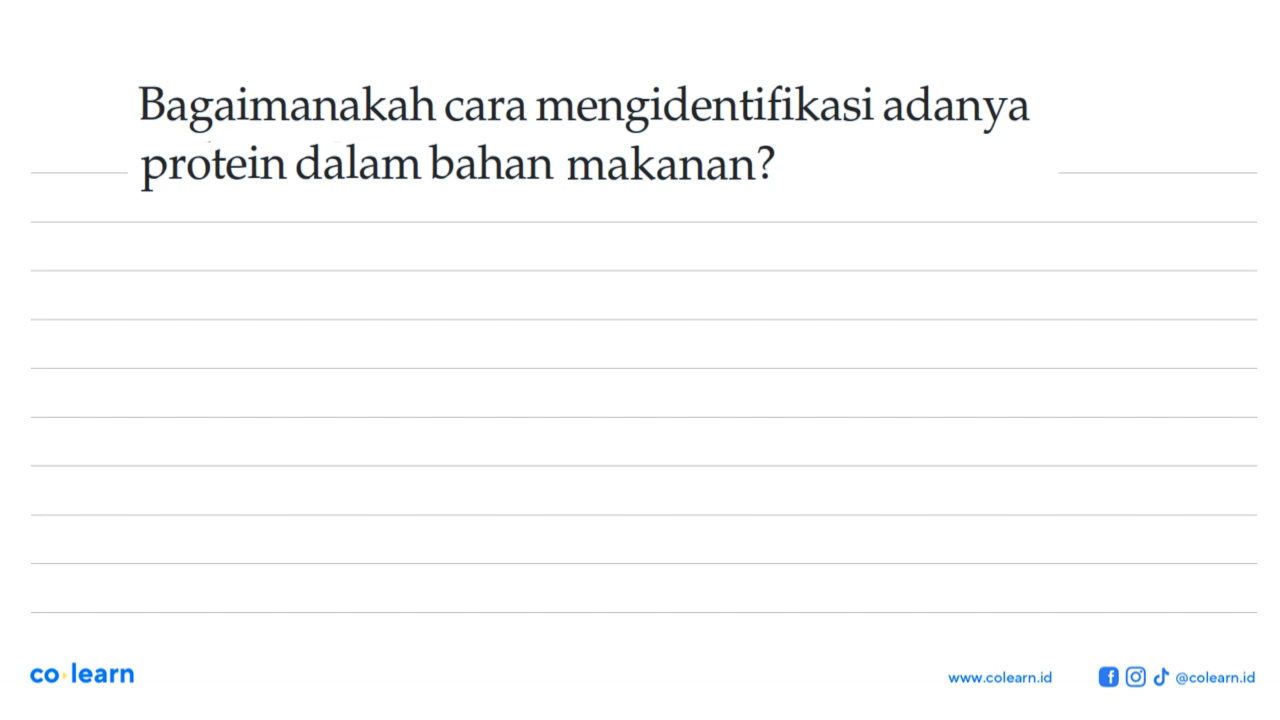 Bagaimanakah cara mengidentifikasi adanya
protein dalam bahan makanan?
co learn
www.colearn.id @colearn.id